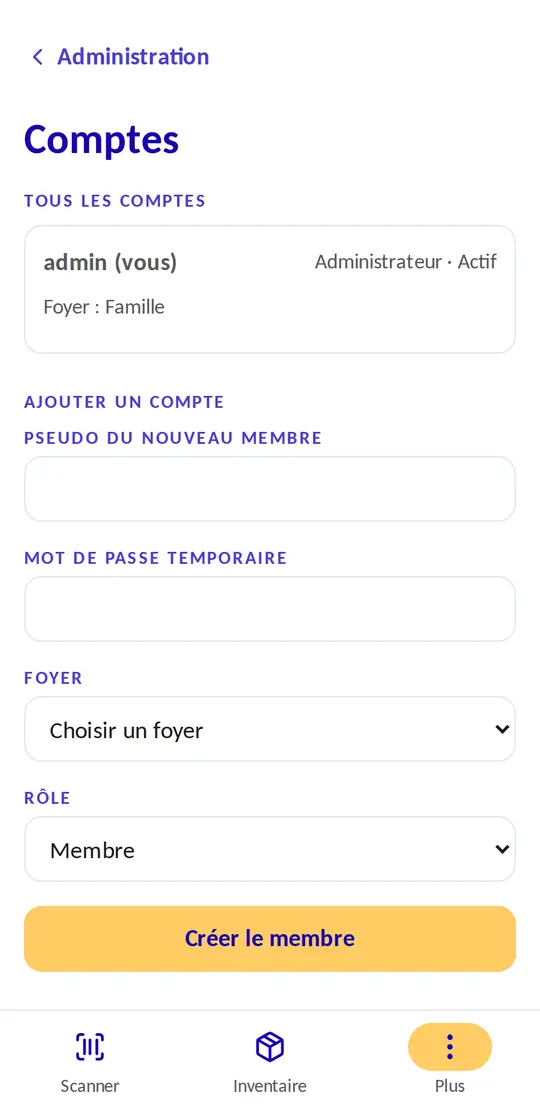 Administration
Comptes
TOUS LES COMPTES
admin (vous) Administrateur · Actif
Foyer : Famille
AJOUTER UN COMPTE
PSEUDO DU NOUVEAU MEMBRE
MOT DE PASSE TEMPORAIRE
FOYER
Choisir un foyer
RÔLE
Membre
Créer le membre
Scanner Inventaire Plus